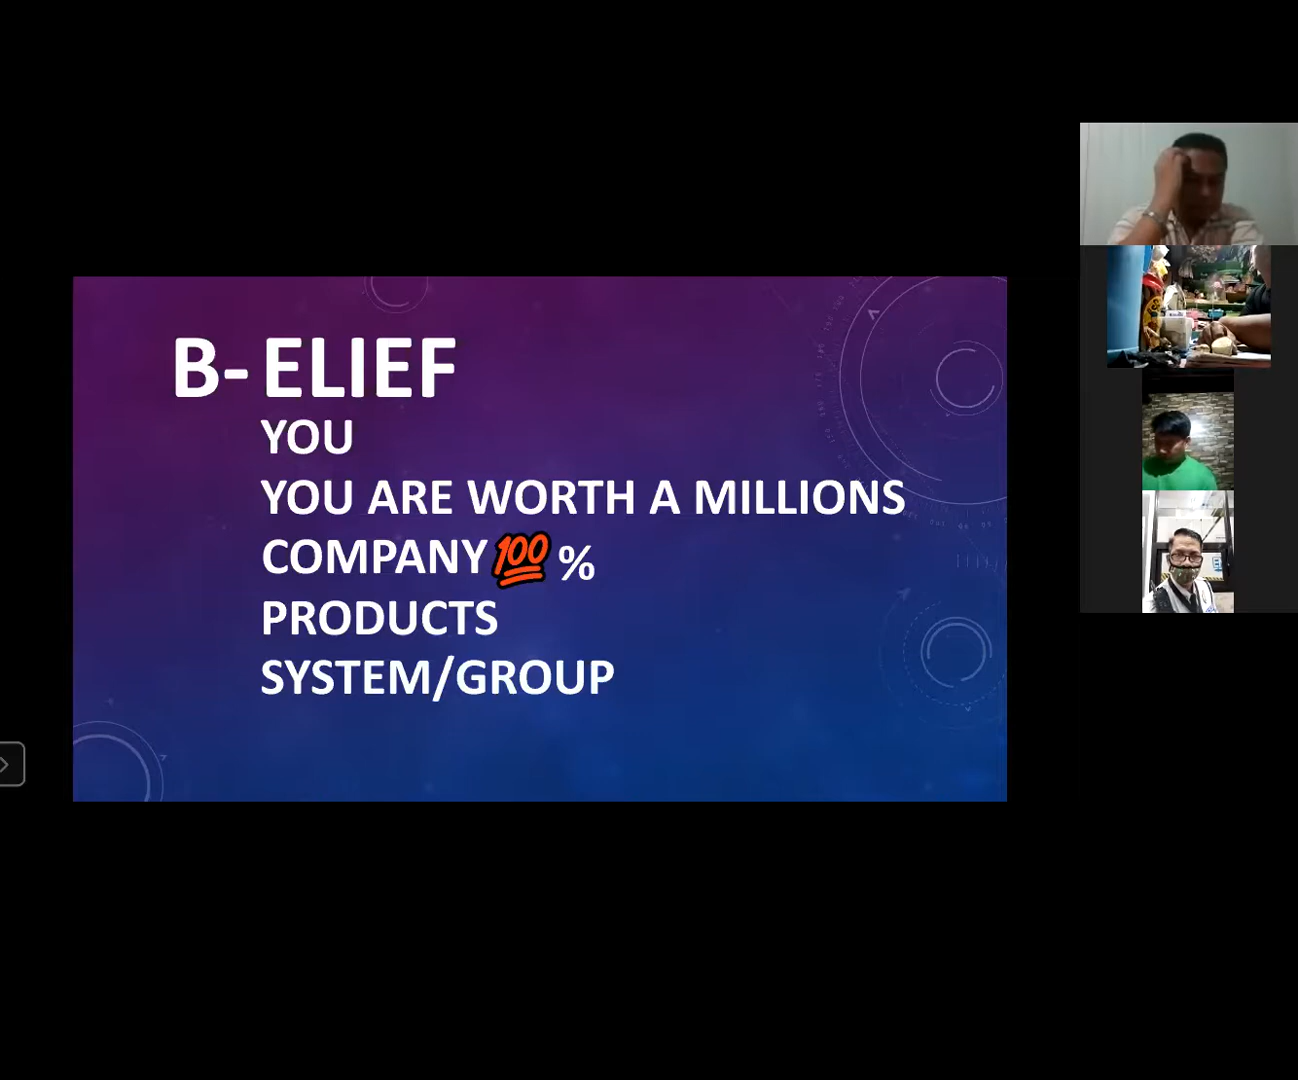 B- ELIEF
YOU
YOU ARE WORTH A MILLIONS
COMPANY💯 %
PRODUCTS
SYSTEM/GROUP